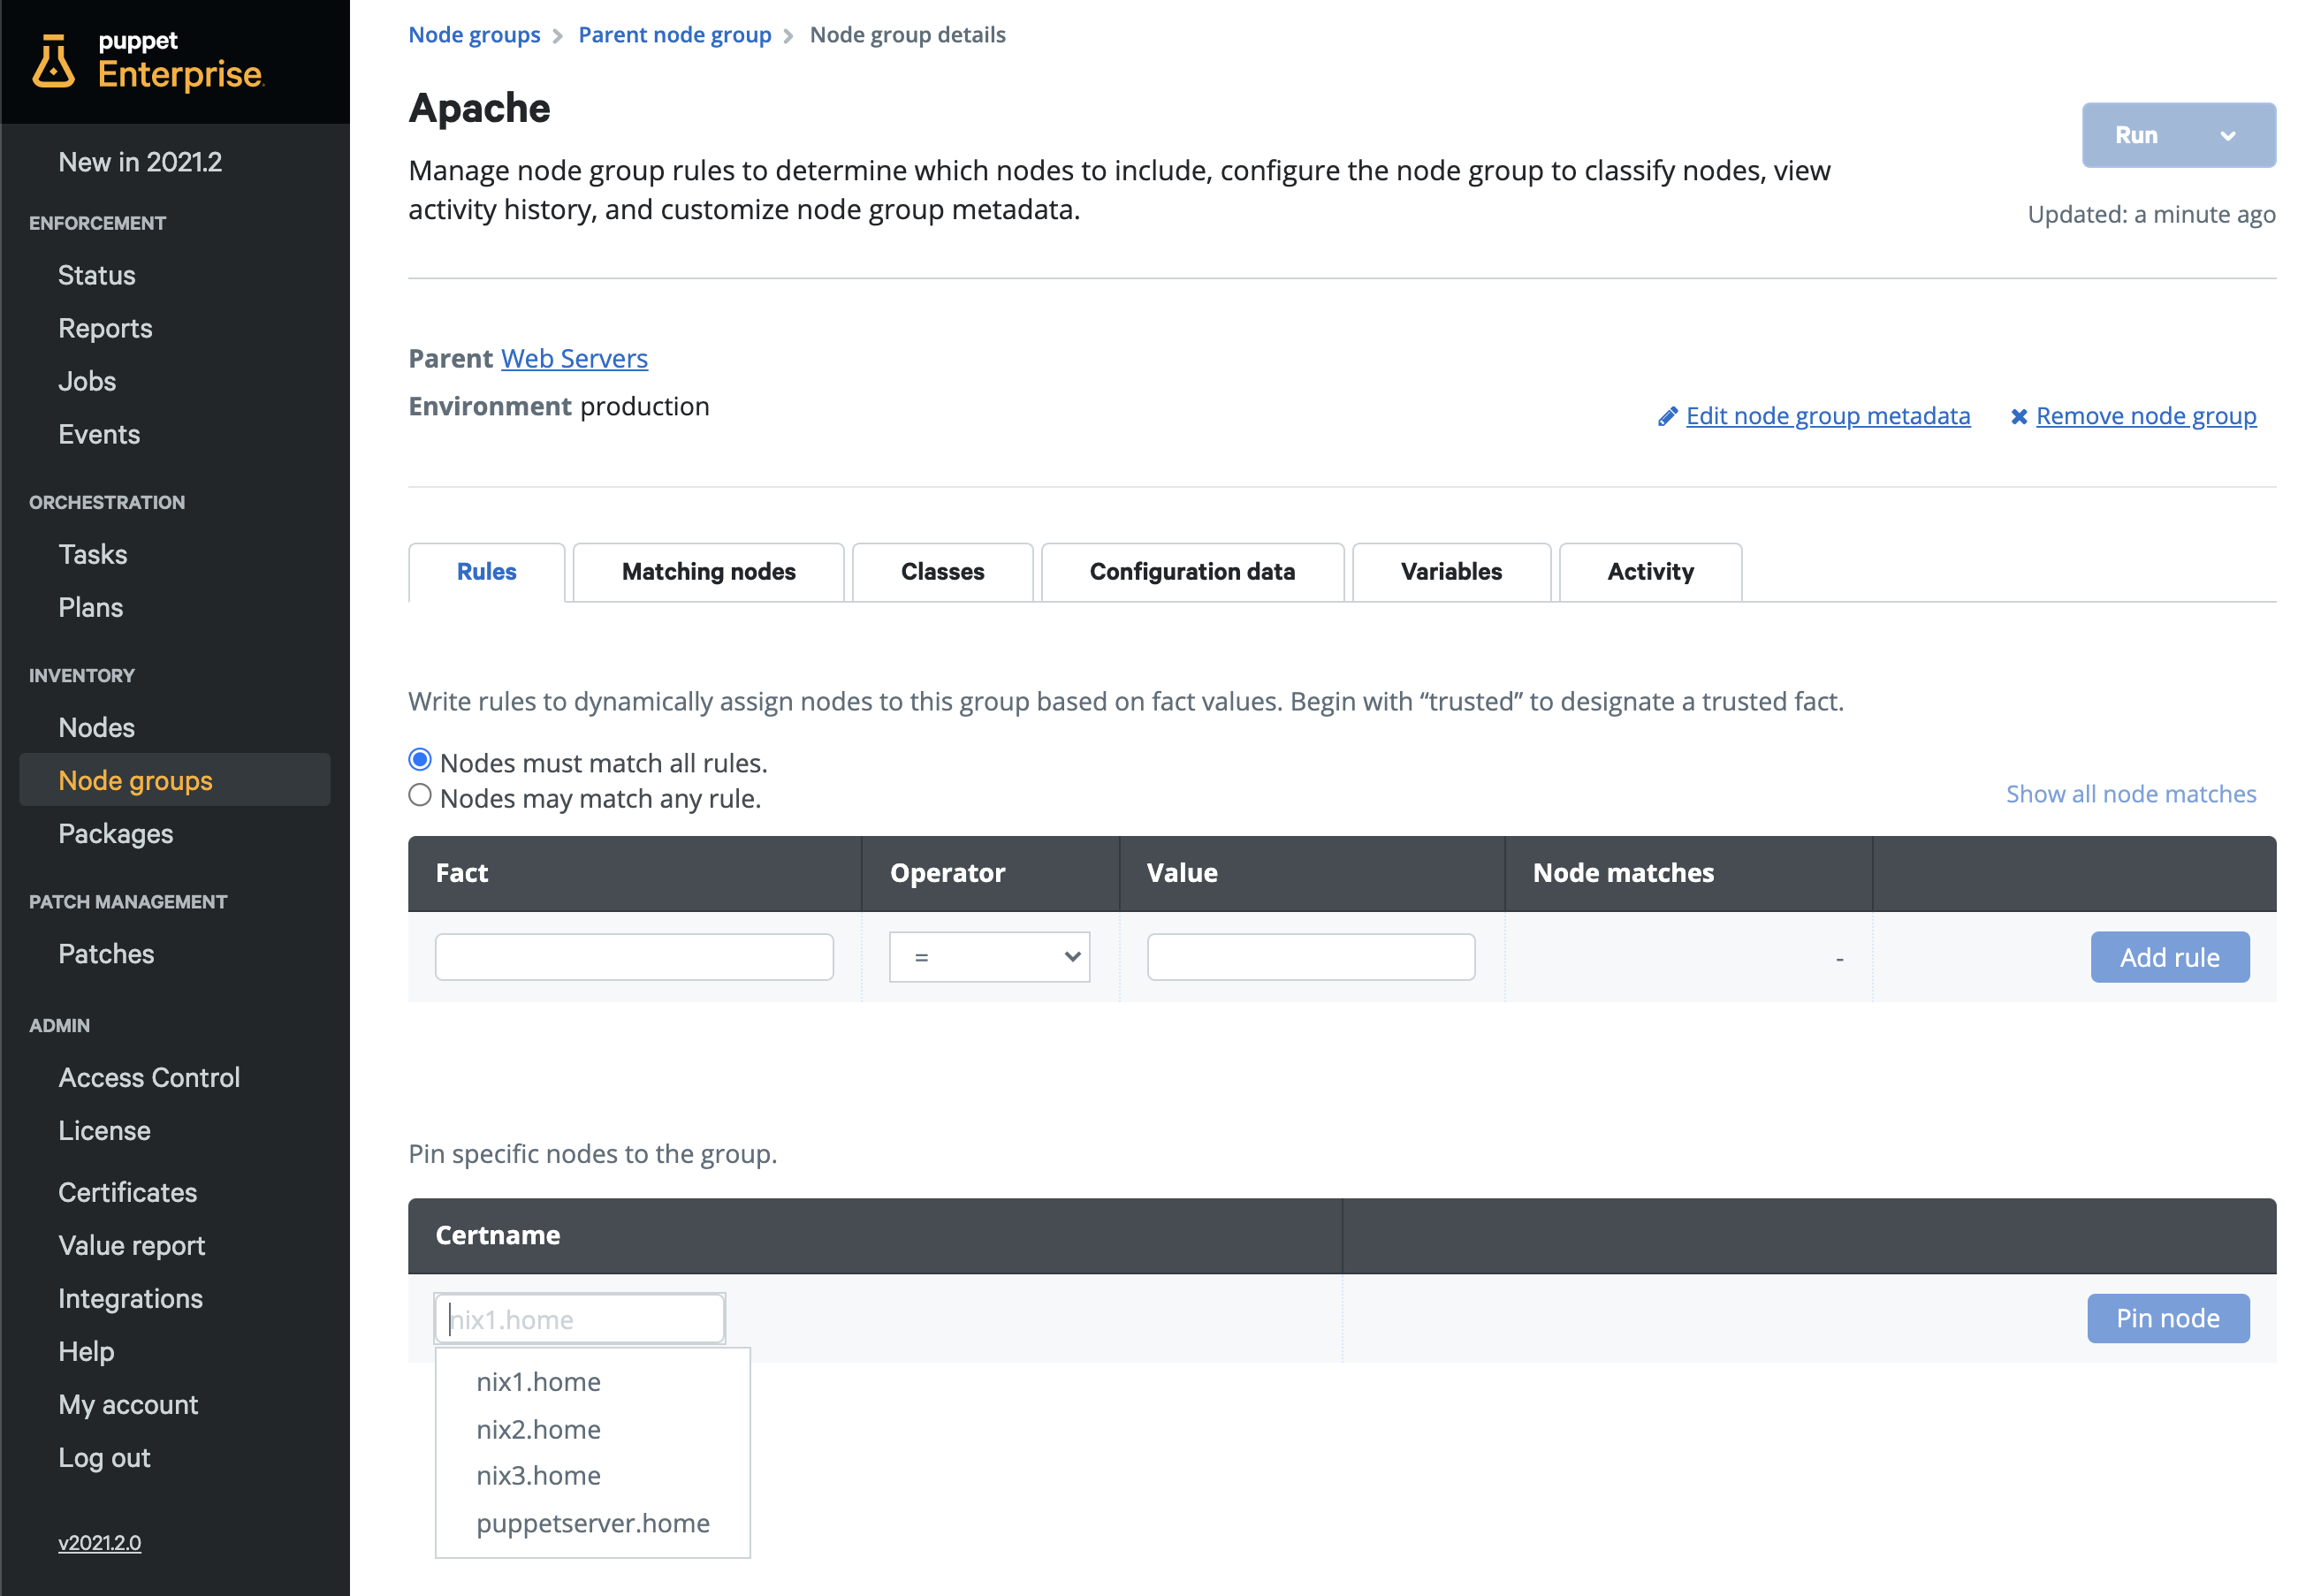 puppet
Enterprise
New in 2021.2
ENFORCEMENT
Status
Reports
Jobs
Events
ORCHESTRATION
Tasks
Plans
INVENTORY
Nodes
Node groups
Packages
PATCH MANAGEMENT
Patches
ADMIN
Access Control
License
Certificates
Value report
Integrations
Help
My account
Log out
v2021.2.0
Node groups > Parent node group > Node group details
Apache
Run
Manage node group rules to determine which nodes to include, configure the node group to classify nodes, view
activity history, and customize node group metadata.
Updated: a minute ago
Parent Web Servers
Environment production
Edit node group metadata
Remove node group
Rules Matching nodes Classes Configuration data Variables Activity
Write rules to dynamically assign nodes to this group based on fact values. Begin with “trusted” to designate a trusted fact.
Nodes must match all rules.
Nodes may match any rule.
Show all node matches
Fact Operator Value Node matches
= - Add rule
Pin specific nodes to the group.
Certname
nix1.home Pin node
nix1.home
nix2.home
nix3.home
puppetserver.home